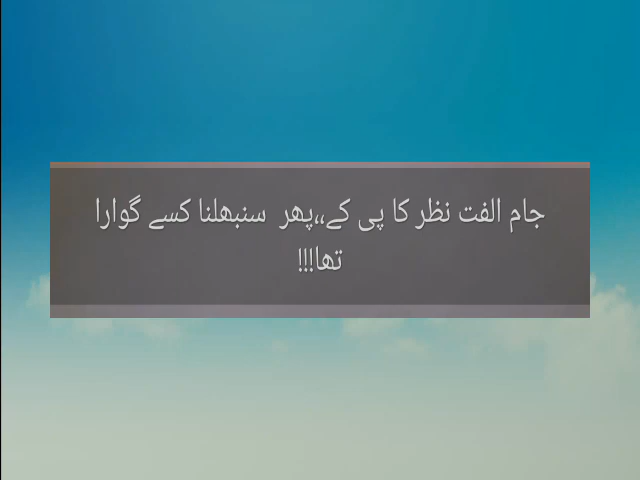 جام الفت نظر کا پی کے،،پھر سنبھلنا کسے گوارا
تھا!!!